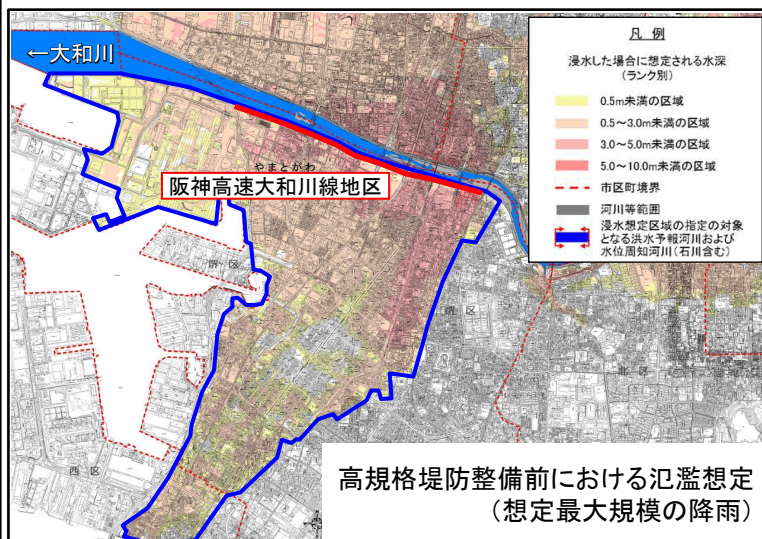 ←大和川
凡 例
浸水した場合に想定される水深
(ランク別)
0.5m未満の区域
0.5～3.0m未満の区域
3.0～5.0m未満の区域
5.0～10.0m未満の区域
市区町境界
河川等範囲
浸水想定区域の指定の対象
となる洪水予報河川および
水位周知河川(石川含む)
やまとがわ
阪神高速大和川線地区
堺区
堺区
北区
西区
高規格堤防整備前における氾濫想定
(想定最大規模の降雨)